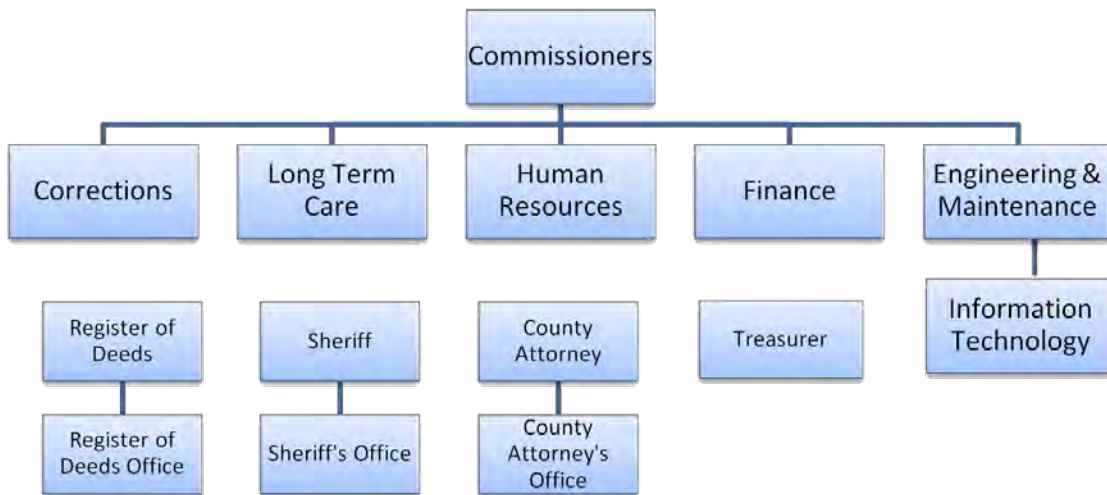 Commissioners
Corrections
Long Term
Care
Human
Resources
Finance
Engineering &
Maintenance
Information
Technology
Register of
Deeds
Sheriff
County
Attorney
Treasurer
Register of
Deeds Office
Sheriff's Office
County
Attorney's
Office